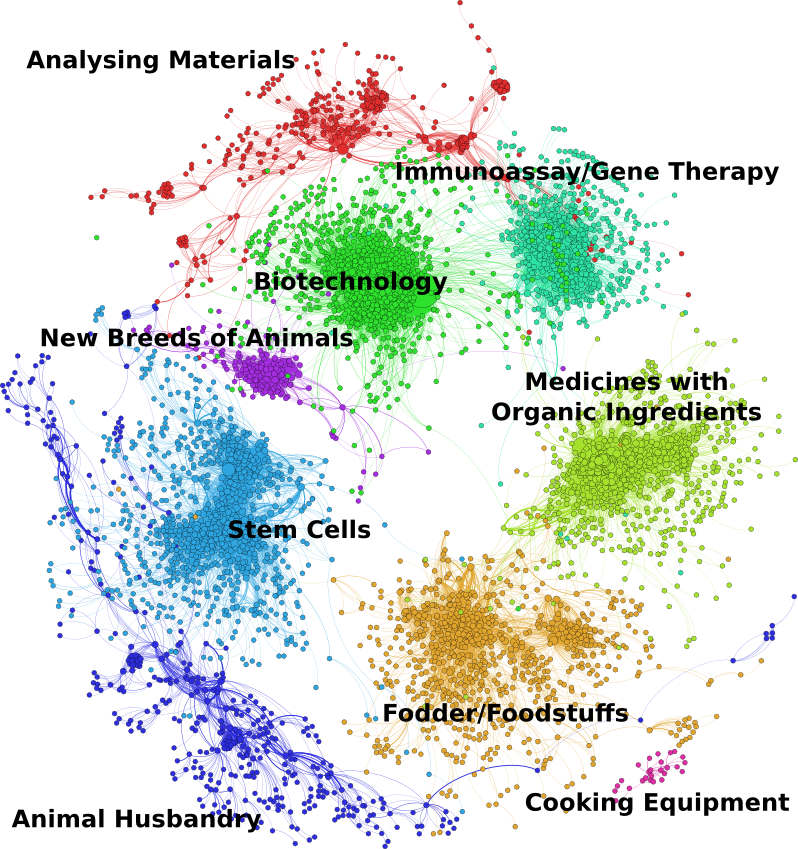 Analysing Materials
Immunoassay/Gene Therapy
Biotechnology
New Breeds of Animals
Medicines with
Organic Ingredients
Stem Cells
Fodder/Foodstuffs
Cooking Equipment
Animal Husbandry